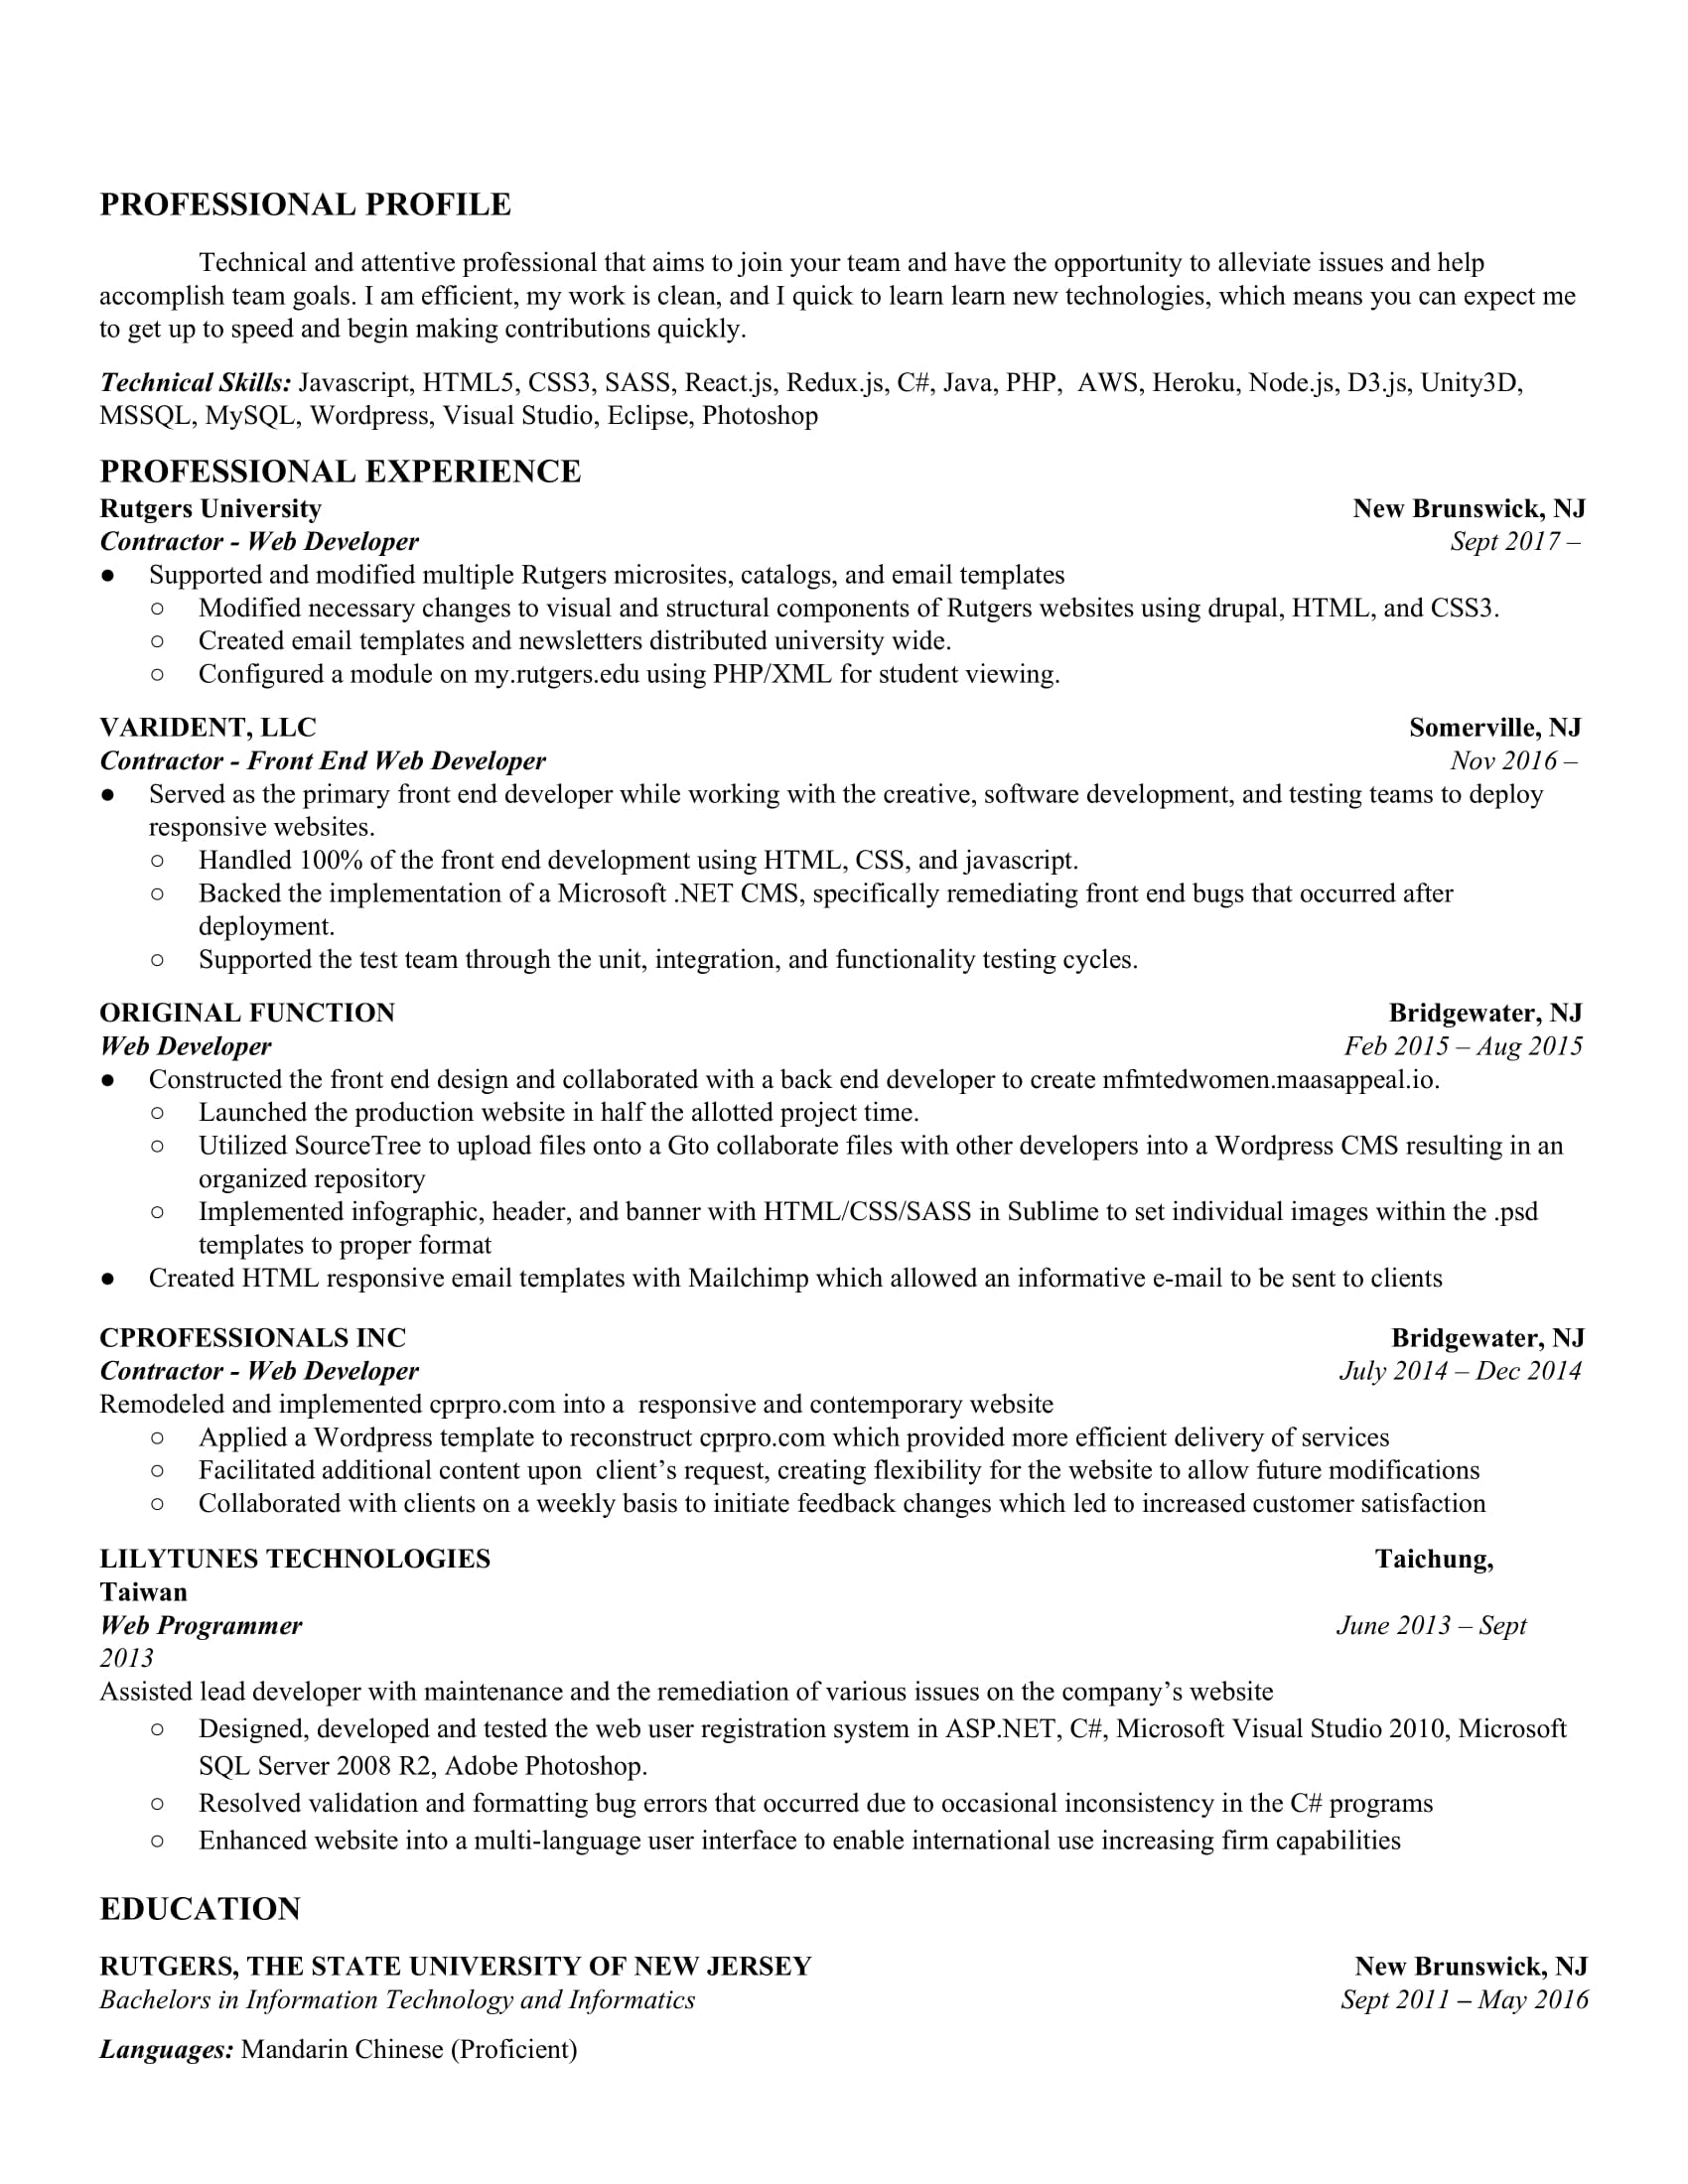 PROFESSIONAL PROFILE
Technical and attentive professional that aims to join your team and have the opportunity to alleviate issues and help
accomplish team goals. I am efficient, my work is clean, and I quick to learn learn new technologies, which means you can expect me
to get up to speed and begin making contributions quickly.
Technical Skills: Javascript, HTML5, CSS3, SASS, React.js, Redux.js, C#, Java, PHP,  AWS, Heroku, Node.js, D3.js, Unity3D,
MSSQL, MySQL, Wordpress, Visual Studio, Eclipse, Photoshop
PROFESSIONAL EXPERIENCE
Rutgers University New Brunswick, NJ
Contractor - Web Developer Sept 2017 –
● Supported and modified multiple Rutgers microsites, catalogs, and email templates
○ Modified necessary changes to visual and structural components of Rutgers websites using drupal, HTML, and CSS3.
○ Created email templates and newsletters distributed university wide.
○ Configured a module on my.rutgers.edu using PHP/XML for student viewing.
VARIDENT, LLC Somerville, NJ
Contractor - Front End Web Developer Nov 2016 –
● Served as the primary front end developer while working with the creative, software development, and testing teams to deploy
responsive websites.
○ Handled 100% of the front end development using HTML, CSS, and javascript.
○ Backed the implementation of a Microsoft .NET CMS, specifically remediating front end bugs that occurred after
deployment.
○ Supported the test team through the unit, integration, and functionality testing cycles.
ORIGINAL FUNCTION Bridgewater, NJ
Web Developer Feb 2015 – Aug 2015
● Constructed the front end design and collaborated with a back end developer to create mfmtedwomen.maasappeal.io.
○ Launched the production website in half the allotted project time.
○ Utilized SourceTree to upload files onto a Gto collaborate files with other developers into a Wordpress CMS resulting in an
organized repository
○ Implemented infographic, header, and banner with HTML/CSS/SASS in Sublime to set individual images within the .psd
templates to proper format
● Created HTML responsive email templates with Mailchimp which allowed an informative e-mail to be sent to clients
CPROFESSIONALS INC Bridgewater, NJ
Contractor - Web Developer July 2014 – Dec 2014
Remodeled and implemented cprpro.com into a  responsive and contemporary website
○ Applied a Wordpress template to reconstruct cprpro.com which provided more efficient delivery of services
○ Facilitated additional content upon  client’s request, creating flexibility for the website to allow future modifications
○ Collaborated with clients on a weekly basis to initiate feedback changes which led to increased customer satisfaction
LILYTUNES TECHNOLOGIES Taichung,
Taiwan
Web Programmer June 2013 – Sept
2013
Assisted lead developer with maintenance and the remediation of various issues on the company’s website
○ Designed, developed and tested the web user registration system in ASP.NET, C#, Microsoft Visual Studio 2010, Microsoft
SQL Server 2008 R2, Adobe Photoshop.
○ Resolved validation and formatting bug errors that occurred due to occasional inconsistency in the C# programs
○ Enhanced website into a multi-language user interface to enable international use increasing firm capabilities
EDUCATION
RUTGERS, THE STATE UNIVERSITY OF NEW JERSEY New Brunswick, NJ
Bachelors in Information Technology and Informatics Sept 2011 – May 2016
Languages: Mandarin Chinese (Proficient)